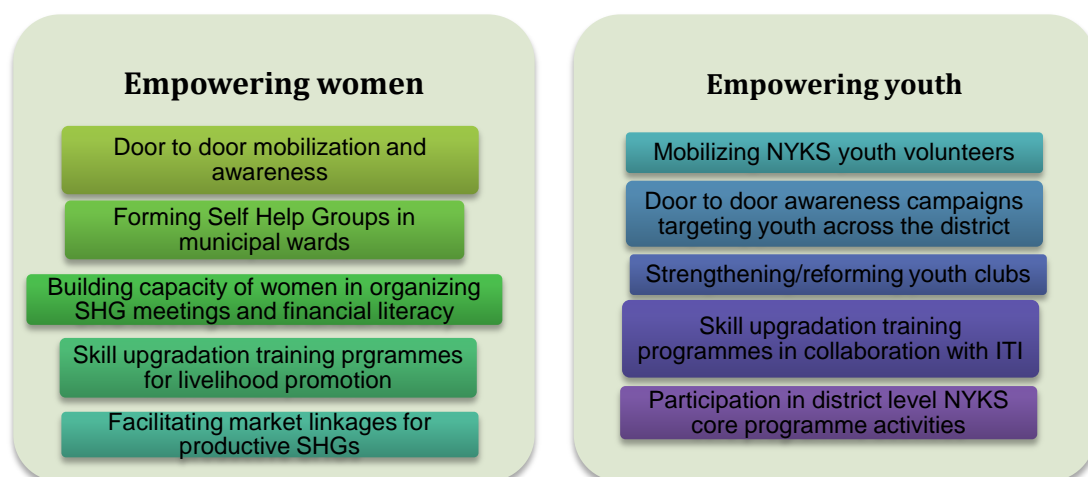 Empowering women
Door to door mobilization and
awareness
Forming Self Help Groups in
municipal wards
Building capacity of women in organizing
SHG meetings and financial literacy
Skill upgradation training prgrammes
for livelihood promotion
Facilitating market linkages for
productive SHGs
Empowering youth
Mobilizing NYKS youth volunteers
Door to door awareness campaigns
targeting youth across the district
Strengthening/reforming youth clubs
Skill upgradation training
programmes in collaboration with ITI
Participation in district level NYKS
core programme activities